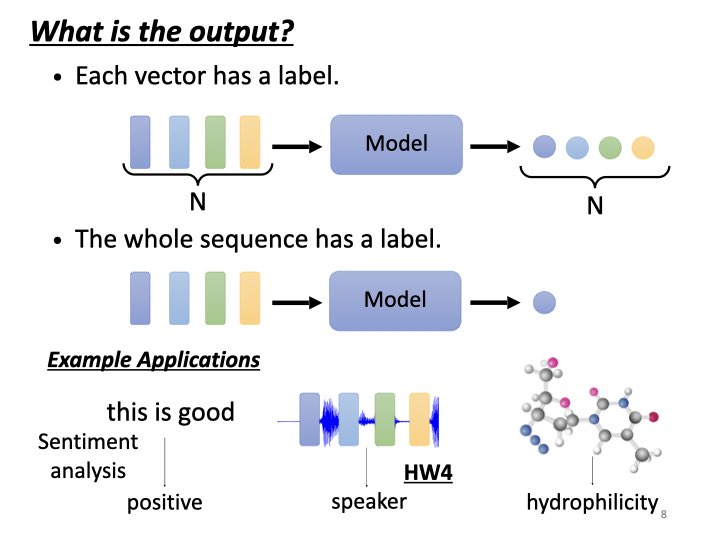 What is the output?
• Each vector has a label.
Model
N
N
• The whole sequence has a label.
Model
Example Applications
this is good
Sentiment
analysis
positive
HW4
speaker
hydrophilicity
8